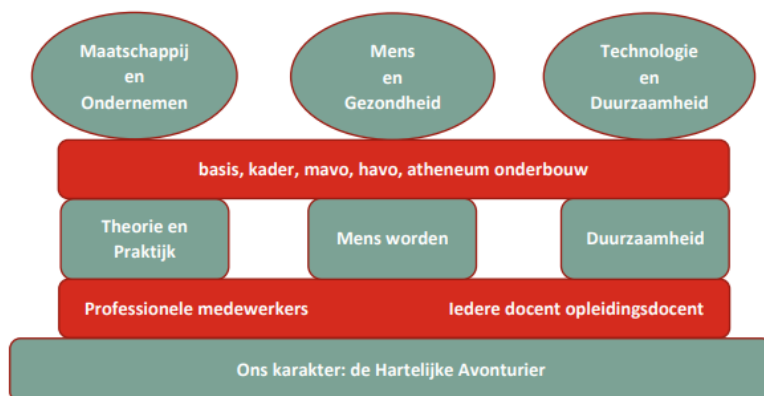 Maatschappij
en
Ondernemen
Mens
en
Gezondheid
Technologie
en
Duurzaamheid
basis, kader, mavo, havo, atheneum onderbouw
Theorie en
Praktijk
Mens worden
Duurzaamheid
Professionele medewerkers
Iedere docent opleidingsdocent
Ons karakter: de Hartelijke Avonturier